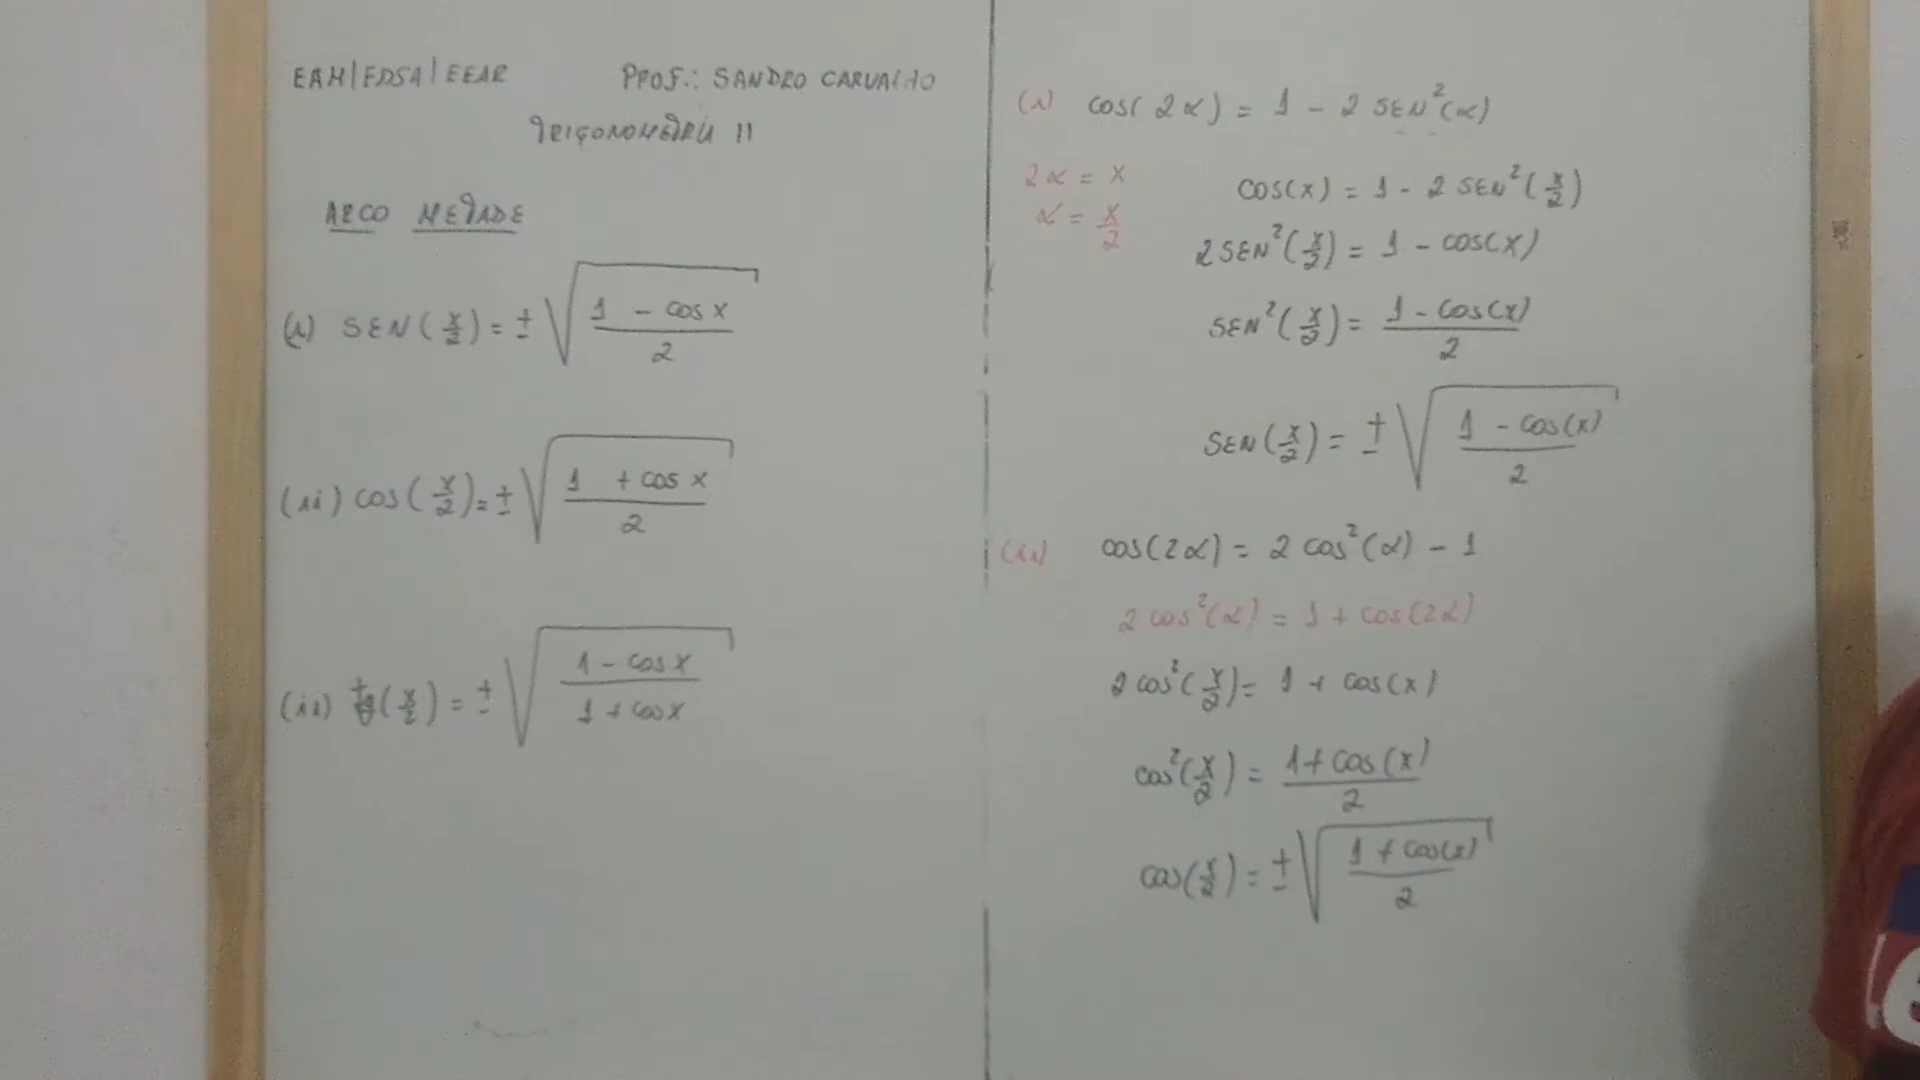 EAM|FDSA|EEAR PROF.: SANDRO CARVALHO
TRIGONOMETRIA II
ARCO METADE
(i) SEN(x/2) = ± √((1 - cos x)/2)
(ii) cos(x/2) = ± √((1 + cos x)/2)
(ii) tg(x/2) = ± √((1 - cos x)/(1 + cos x))
(i) cos(2α) = 1 - 2 SEN²(α)
2α = x
α = x/2
cos(x) = 1 - 2 SEN²(x/2)
2 SEN²(x/2) = 1 - cos(x)
SEN²(x/2) = (1 - cos(x))/2
SEN(x/2) = ± √((1 - cos(x))/2)
(ii) cos(2α) = 2 cos²(α) - 1
2 cos²(α) = 1 + cos(2α)
2 cos²(x/2) = 1 + cos(x)
cos²(x/2) = (1 + cos(x))/2
cos(x/2) = ± √((1 + cos(x))/2)